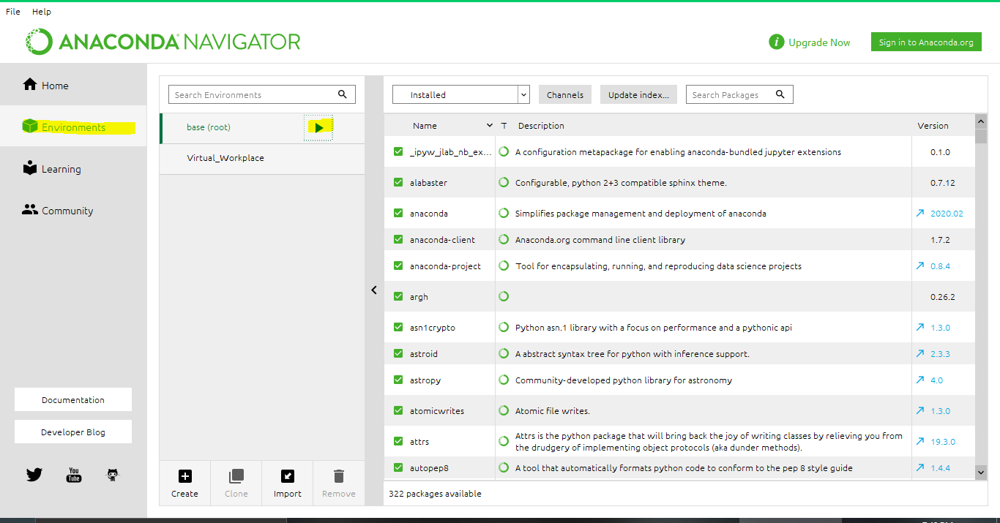 File Help
ANACONDA NAVIGATOR
Upgrade Now
Sign in to Anaconda.org
Home
Environments
Learning
Community
Documentation
Developer Blog
You Tube
Search Environments
base (root)
Virtual_Workplace
Create Clone Import Remove
Installed Channels Update index... Search Packages
Name T Description Version
_ipyw_jlab_nb_ex... A configuration metapackage for enabling anaconda-bundled jupyter extensions 0.1.0
alabaster Configurable, python 2+3 compatible sphinx theme. 0.7.12
anaconda Simplifies package management and deployment of anaconda 2020.02
anaconda-client Anaconda.org command line client library 1.7.2
anaconda-project Tool for encapsulating, running, and reproducing data science projects 0.8.4
argh 0.26.2
asn1crypto Python asn.1 library with a focus on performance and a pythonic api 1.3.0
astroid A abstract syntax tree for python with inference support. 2.3.3
astropy Community-developed python library for astronomy 4.0
atomicwrites Atomic file writes. 1.3.0
attrs Attrs is the python package that will bring back the joy of writing classes by relieving you from
the drudgery of implementing object protocols (aka dunder methods). 19.3.0
autopep8 A tool that automatically formats python code to conform to the pep 8 style guide 1.4.4
322 packages available